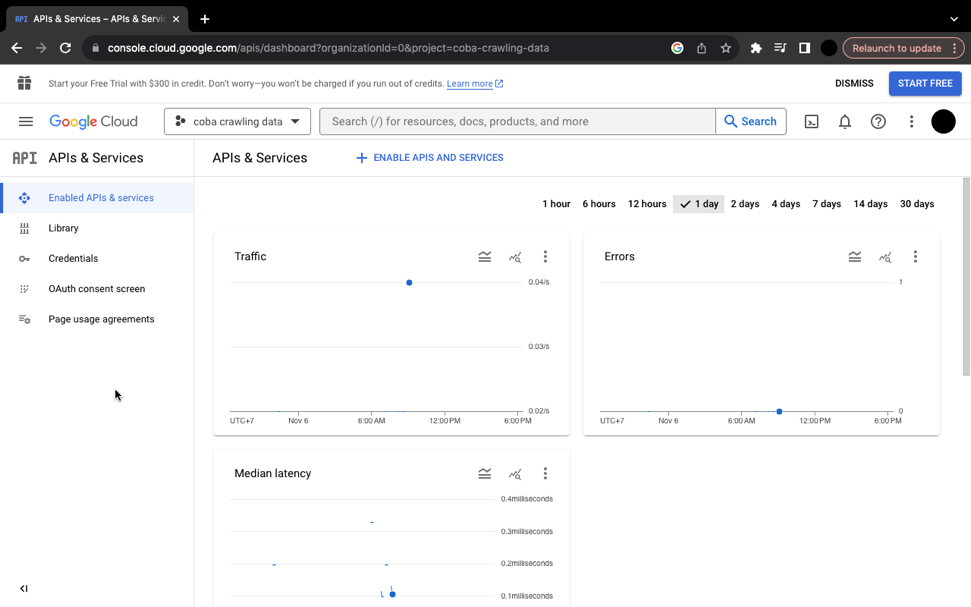 API APIs & Services – APIs & Servi
console.cloud.google.com/apis/dashboard?organizationId=0&project=coba-crawling-data
Relaunch to update
Start your Free Trial with $300 in credit. Don't worry—you won't be charged if you run out of credits. Learn more
DISMISS
START FREE
Google Cloud
coba crawling data
Search (/) for resources, docs, products, and more
Search
API APIs & Services
APIs & Services
ENABLE APIS AND SERVICES
Enabled APIs & services
Library
Credentials
OAuth consent screen
Page usage agreements
1 hour 6 hours 12 hours 1 day 2 days 4 days 7 days 14 days 30 days
Traffic
0.04/s
0.03/s
0.02/s
UTC+7 Nov 6 6:00 AM 12:00 PM 6:00 PM
Errors
1
0
UTC+7 Nov 6 6:00 AM 12:00 PM 6:00 PM
Median latency
0.4milliseconds
0.3milliseconds
0.2milliseconds
0.1milliseconds